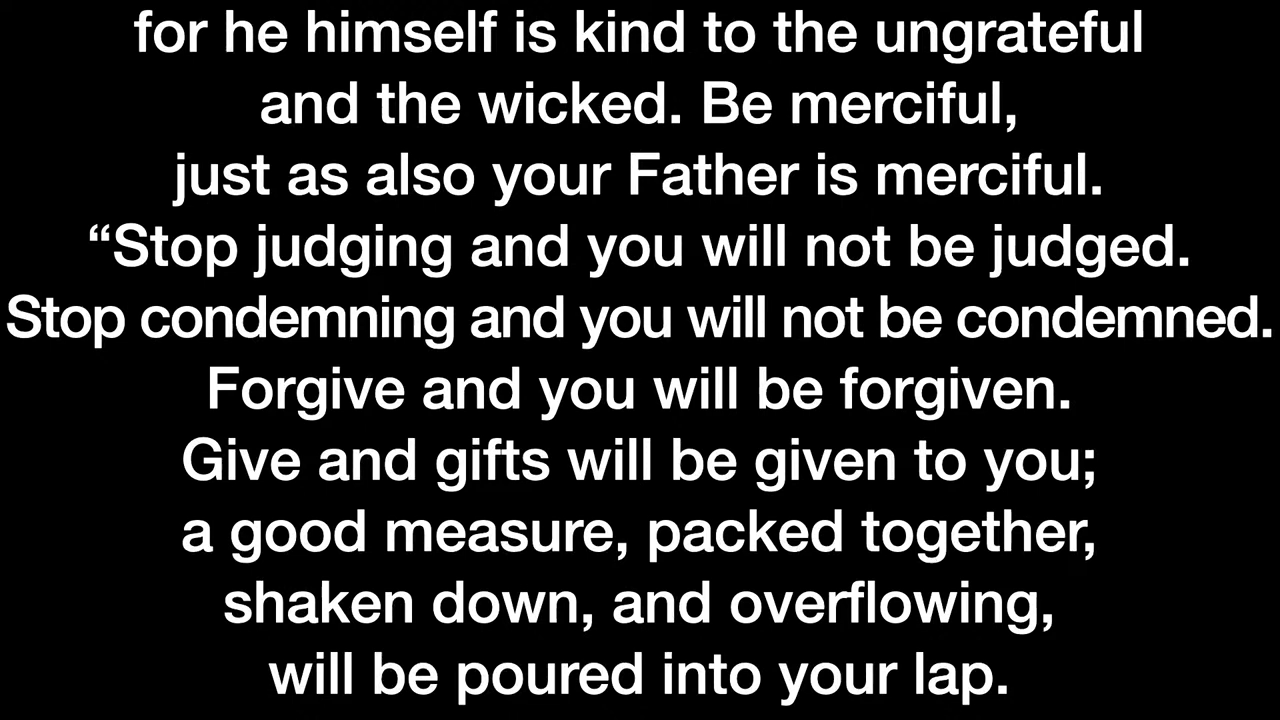 for he himself is kind to the ungrateful
and the wicked. Be merciful,
just as also your Father is merciful.
“Stop judging and you will not be judged.
Stop condemning and you will not be condemned.
Forgive and you will be forgiven.
Give and gifts will be given to you;
a good measure, packed together,
shaken down, and overflowing,
will be poured into your lap.